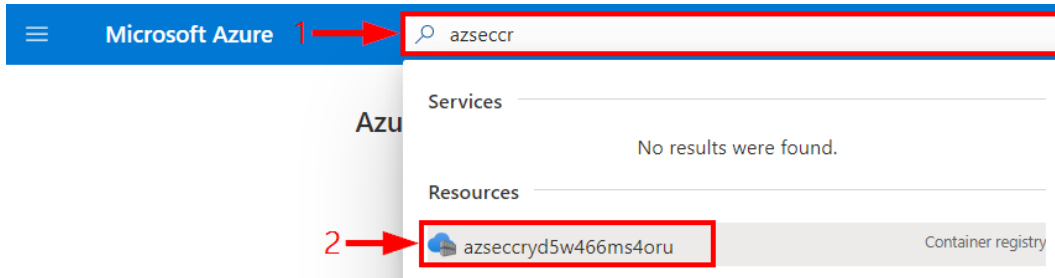 Microsoft Azure 1 azseccr
Services
Azu
No results were found.
Resources
2 azseccryd5w466ms4oru Container registry